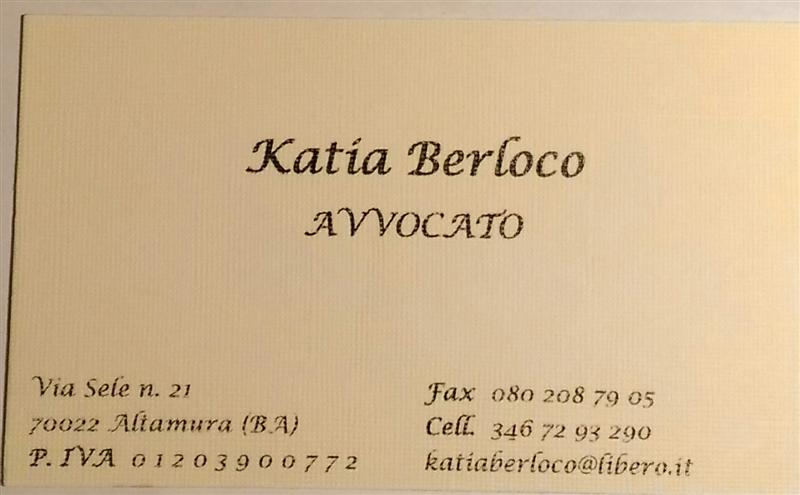 Katia Berloco
AVVOCATO
Via Sele n. 21
70022 Altamura (BA)
P. IVA 01203900772
Fax 080 208 79 05
Cell. 346 72 93 290
katiaberloco@libero.it